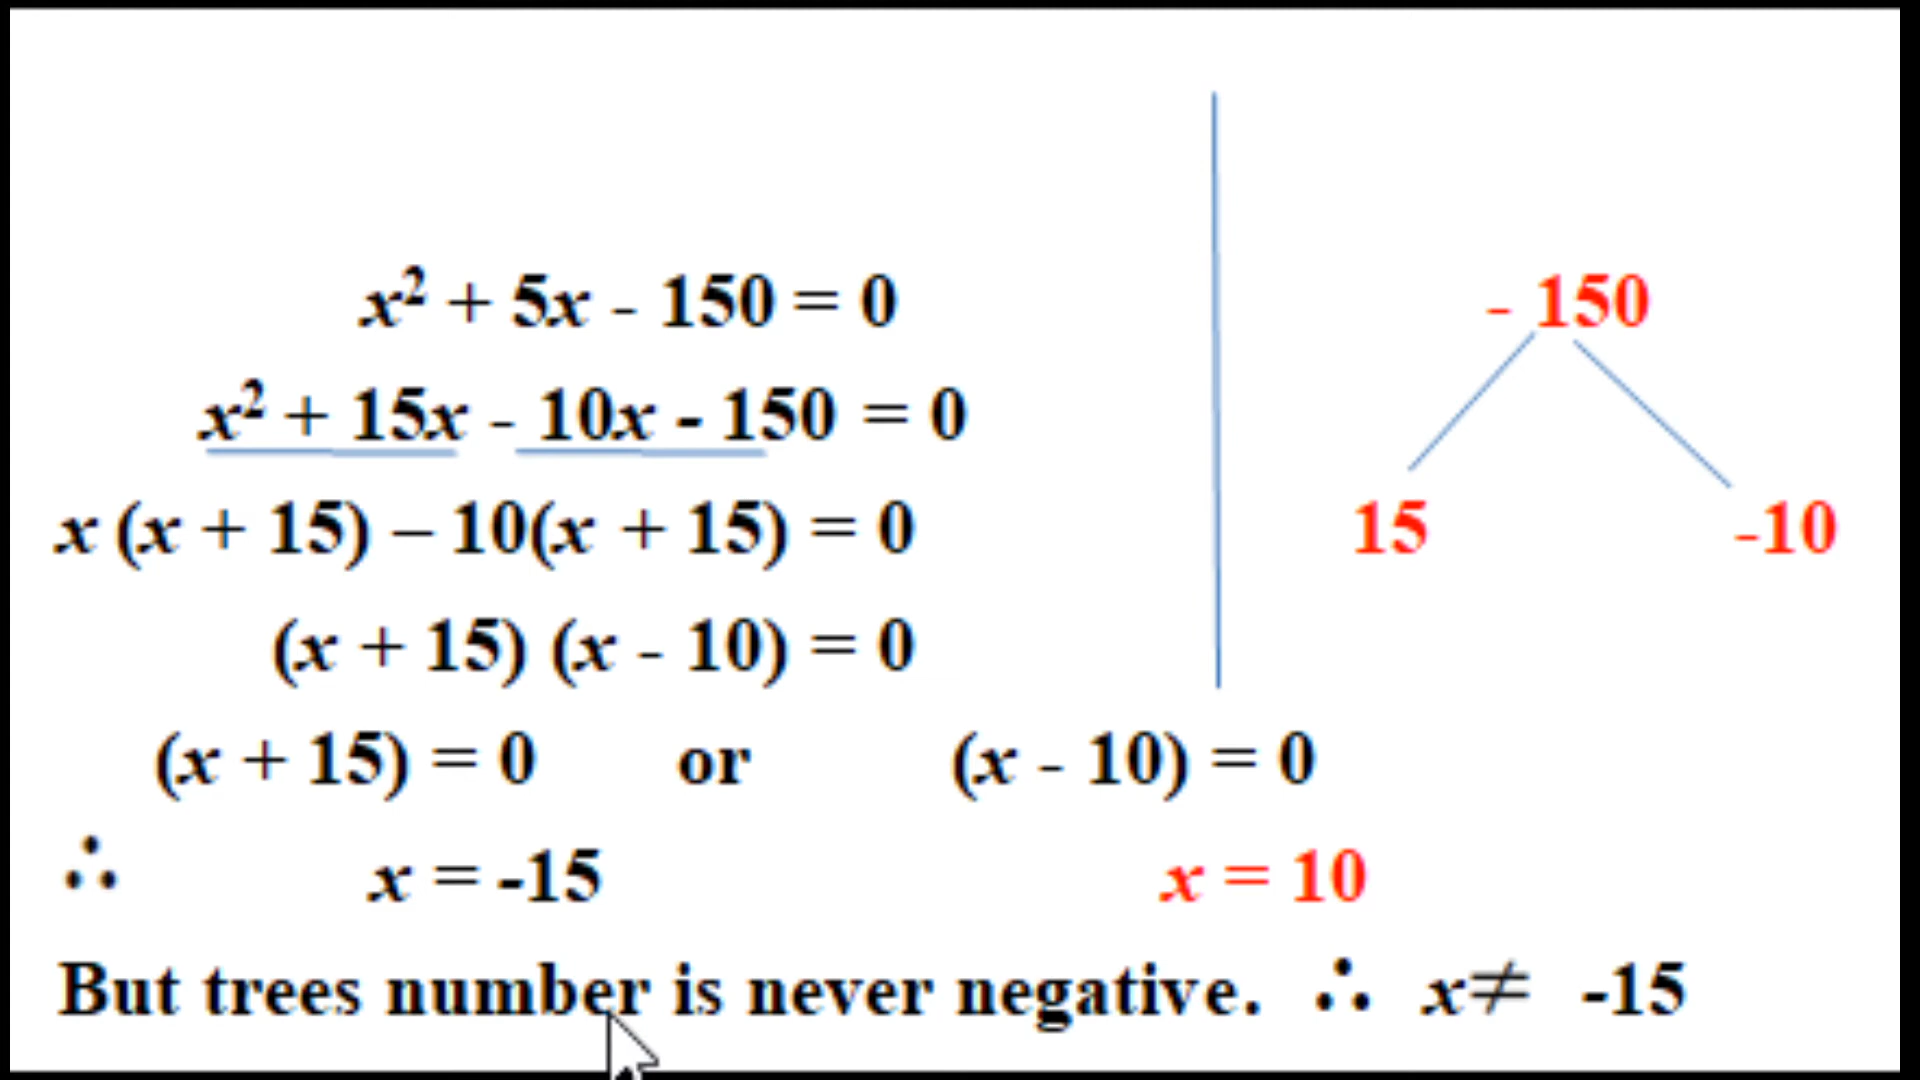 x² + 5x - 150 = 0
- 150
x² + 15x - 10x - 150 = 0
x (x + 15) – 10(x + 15) = 0
15 -10
(x + 15) (x - 10) = 0
(x + 15) = 0 or (x - 10) = 0
∴ x = -15 x = 10
But trees number is never negative. ∴ x ≠ -15